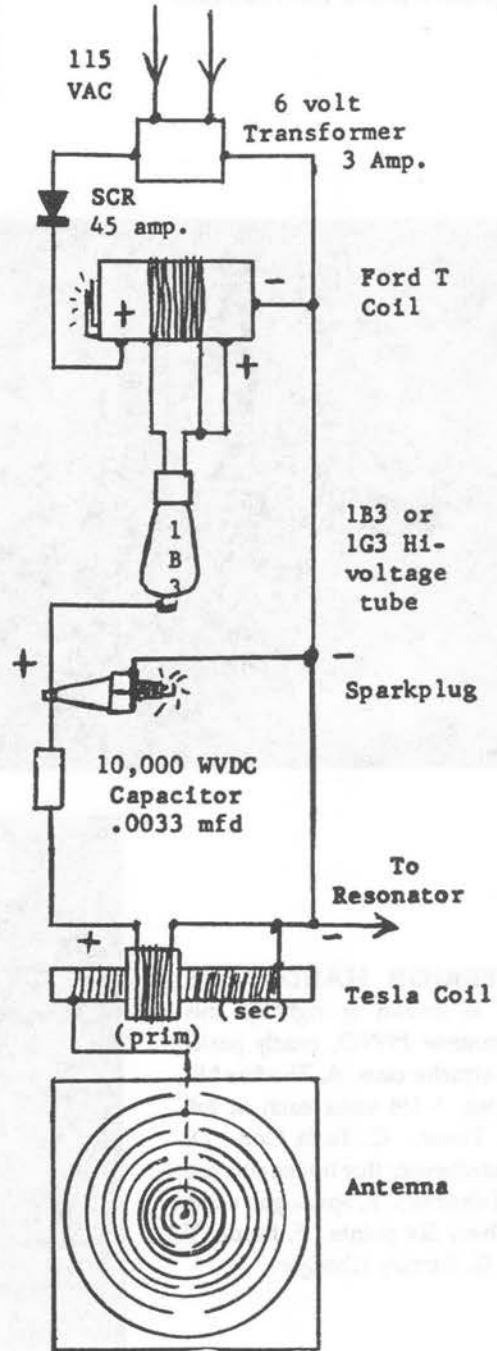 115
VAC
6 volt
Transformer
3 Amp.
SCR
45 amp.
-
Ford T
Coil
+
+
+
1B3 or
1G3 Hi-
voltage
tube
1
B
3
+
-
Sparkplug
10,000 WVDC
Capacitor
.0033 mfd
To
Resonator
+
-
Tesla Coil
(sec)
(prim)
Antenna